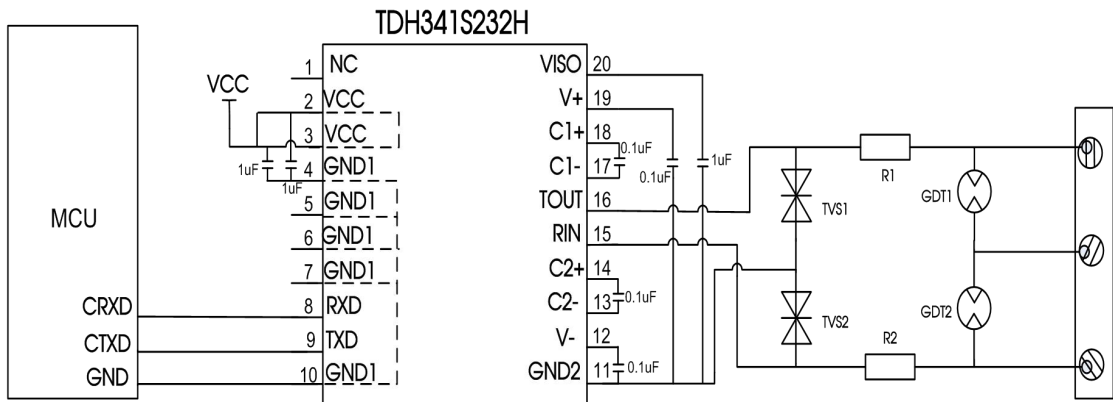 TDH341S232H
MCU
CRXD
CTXD
GND
VCC
1uF
1uF
1 NC
2 VCC
3 VCC
4 GND1
5 GND1
6 GND1
7 GND1
8 RXD
9 TXD
10 GND1
VISO 20
V+ 19
C1+ 18
C1- 17
TOUT 16
RIN 15
C2+ 14
C2- 13
V- 12
GND2 11
0.1uF
0.1uF
1uF
0.1uF
0.1uF
TVS1
TVS2
R1
R2
GDT1
GDT2